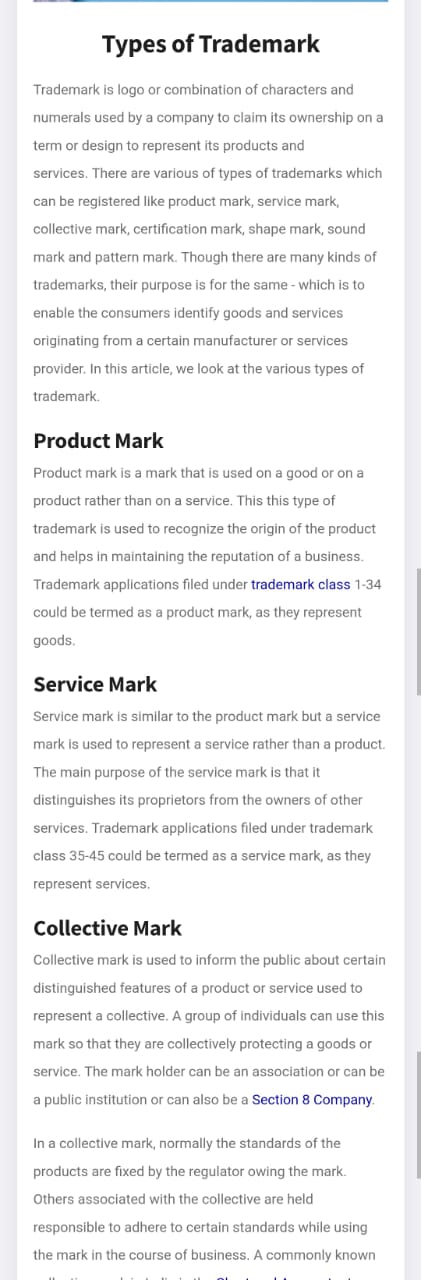 Types of Trademark
Trademark is logo or combination of characters and
numerals used by a company to claim its ownership on a
term or design to represent its products and
services. There are various of types of trademarks which
can be registered like product mark, service mark,
collective mark, certification mark, shape mark, sound
mark and pattern mark. Though there are many kinds of
trademarks, their purpose is for the same - which is to
enable the consumers identify goods and services
originating from a certain manufacturer or services
provider. In this article, we look at the various types of
trademark.
Product Mark
Product mark is a mark that is used on a good or on a
product rather than on a service. This this type of
trademark is used to recognize the origin of the product
and helps in maintaining the reputation of a business.
Trademark applications filed under trademark class 1-34
could be termed as a product mark, as they represent
goods.
Service Mark
Service mark is similar to the product mark but a service
mark is used to represent a service rather than a product.
The main purpose of the service mark is that it
distinguishes its proprietors from the owners of other
services. Trademark applications filed under trademark
class 35-45 could be termed as a service mark, as they
represent services.
Collective Mark
Collective mark is used to inform the public about certain
distinguished features of a product or service used to
represent a collective. A group of individuals can use this
mark so that they are collectively protecting a goods or
service. The mark holder can be an association or can be
a public institution or can also be a Section 8 Company.
In a collective mark, normally the standards of the
products are fixed by the regulator owing the mark.
Others associated with the collective are held
responsible to adhere to certain standards while using
the mark in the course of business. A commonly known